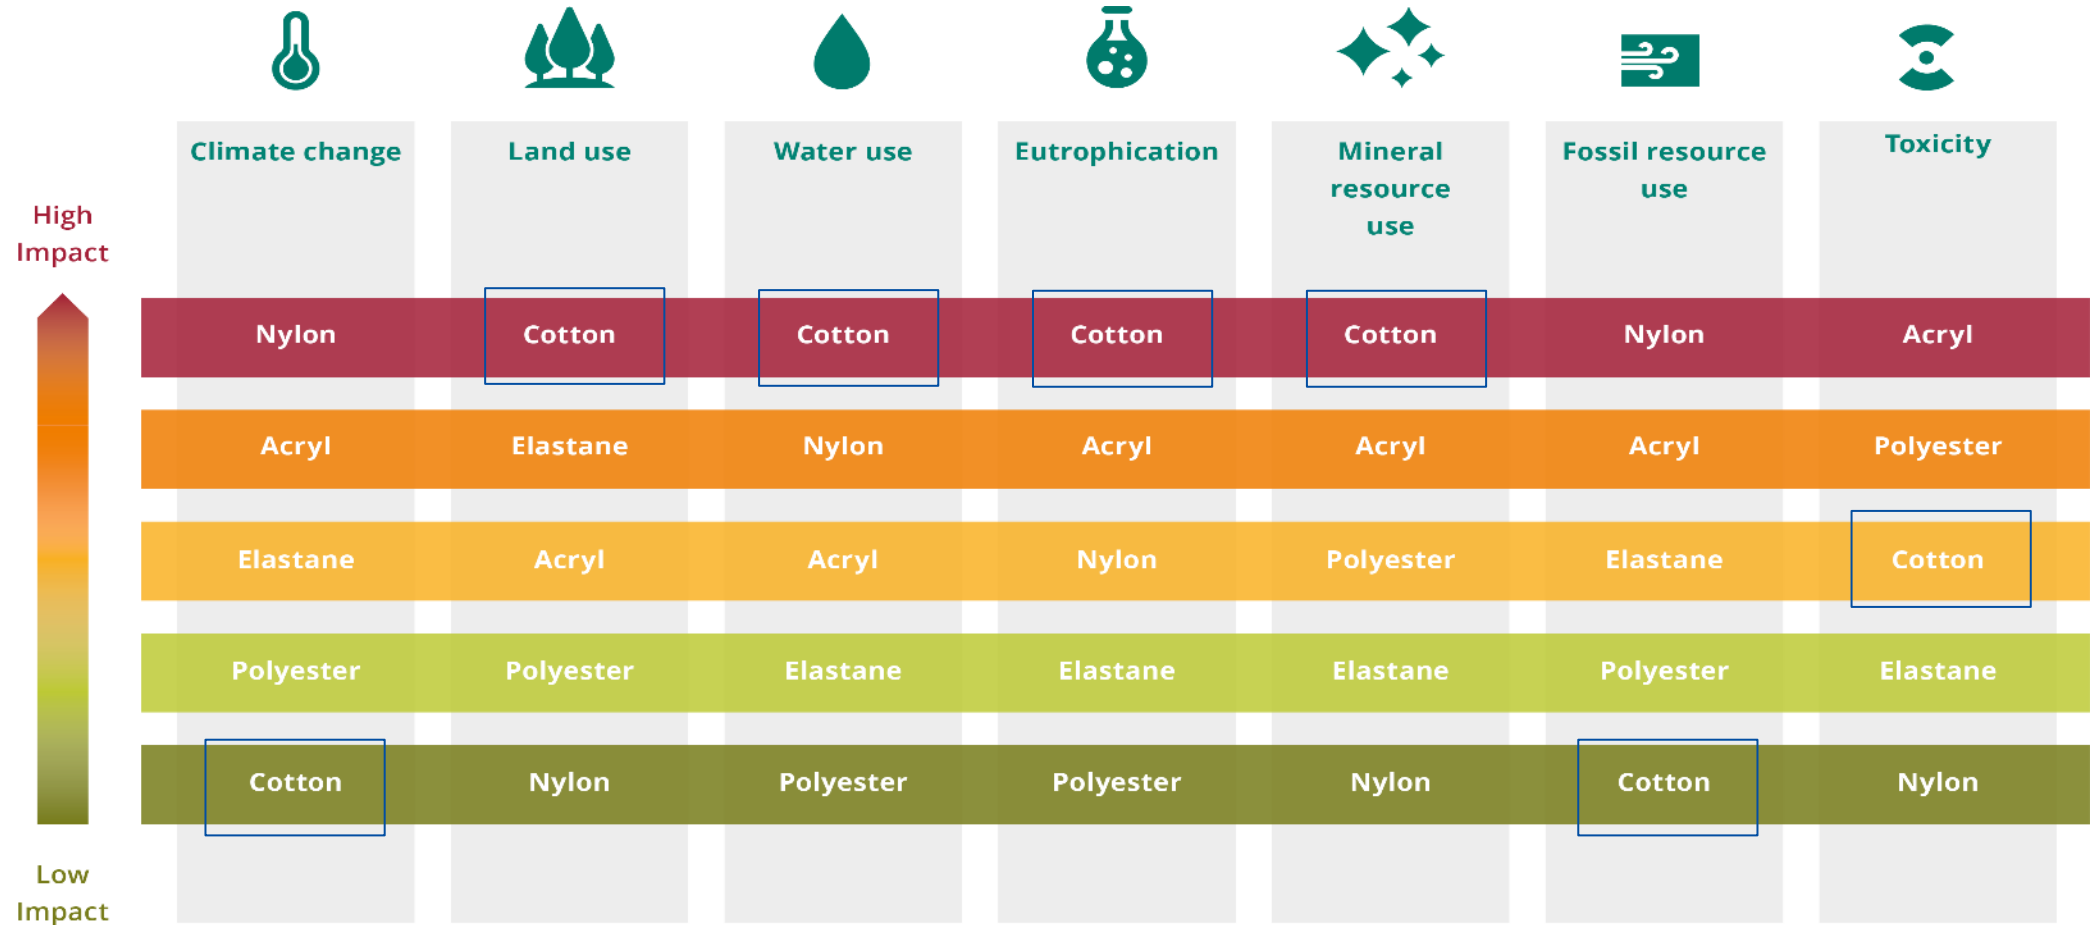 Climate change
Land use
Water use
Eutrophication
Mineral
resource
use
Fossil resource
use
Toxicity
High
Impact
Nylon
Cotton
Cotton
Cotton
Cotton
Nylon
Acryl
Acryl
Elastane
Nylon
Acryl
Acryl
Acryl
Polyester
Elastane
Acryl
Acryl
Nylon
Polyester
Elastane
Cotton
Polyester
Polyester
Elastane
Elastane
Elastane
Polyester
Elastane
Cotton
Nylon
Polyester
Polyester
Nylon
Cotton
Nylon
Low
Impact